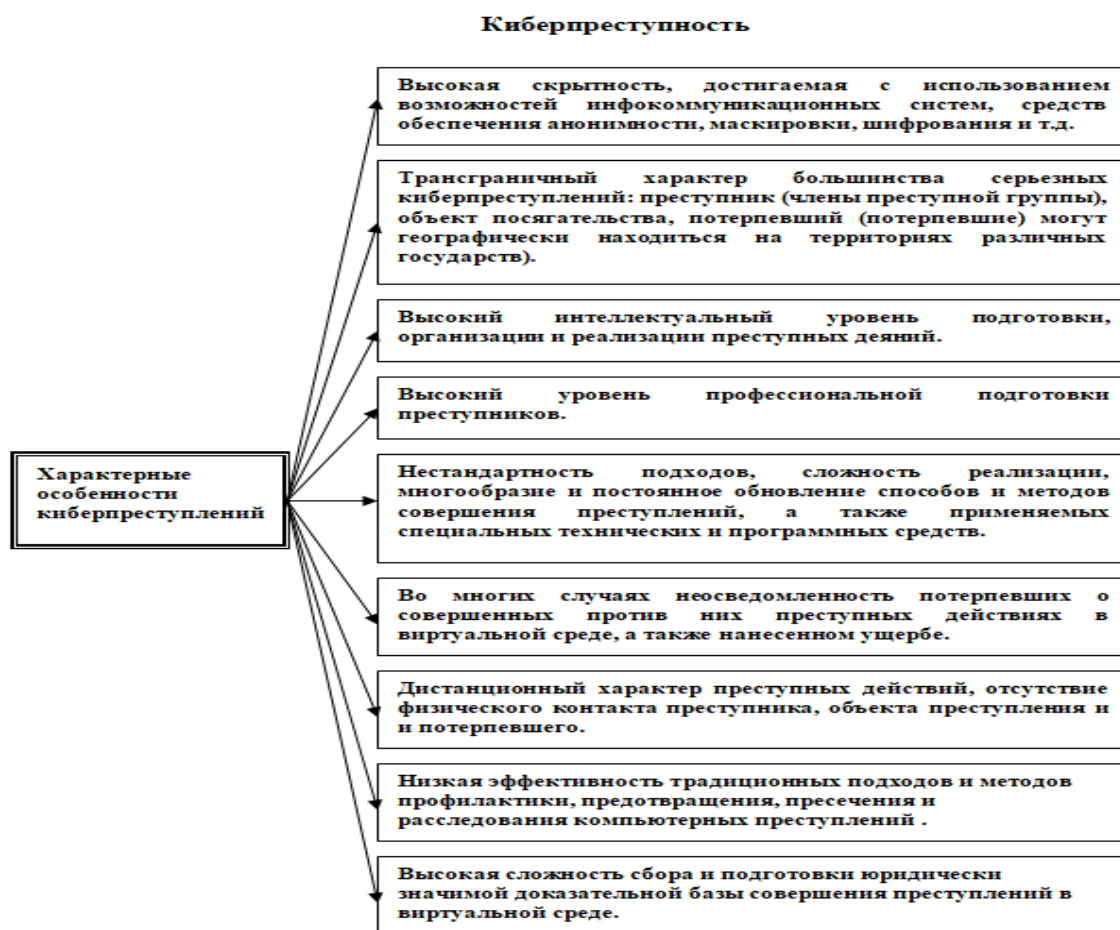 Киберпреступность
Высокая скрытность, достигаемая с использованием
возможностей инфокоммуникационных систем, средств
обеспечения анонимности, маскировки, шифрования и т.д.
Трансграничный характер большинства серьезных
киберпреступлений: преступник (члены преступной группы),
объект посягательства, потерпевший (потерпевшие) могут
географически находиться на территориях различных
государств).
Высокий интеллектуальный уровень подготовки,
организации и реализации преступных деяний.
Высокий уровень профессиональной подготовки
преступников.
Характерные
особенности
киберпреступлений
Нестандартность подходов, сложность реализации,
многообразие и постоянное обновление способов и методов
совершения преступлений, а также применяемых
специальных технических и программных средств.
Во многих случаях неосведомленность потерпевших о
совершенных против них преступных действиях в
виртуальной среде, а также нанесенном ущербе.
Дистанционный характер преступных действий, отсутствие
физического контакта преступника, объекта преступления и
и потерпевшего.
Низкая эффективность традиционных подходов и методов
профилактики, предотвращения, пресечения и
расследования компьютерных преступлений .
Высокая сложность сбора и подготовки юридически
значимой доказательной базы совершения преступлений в
виртуальной среде.